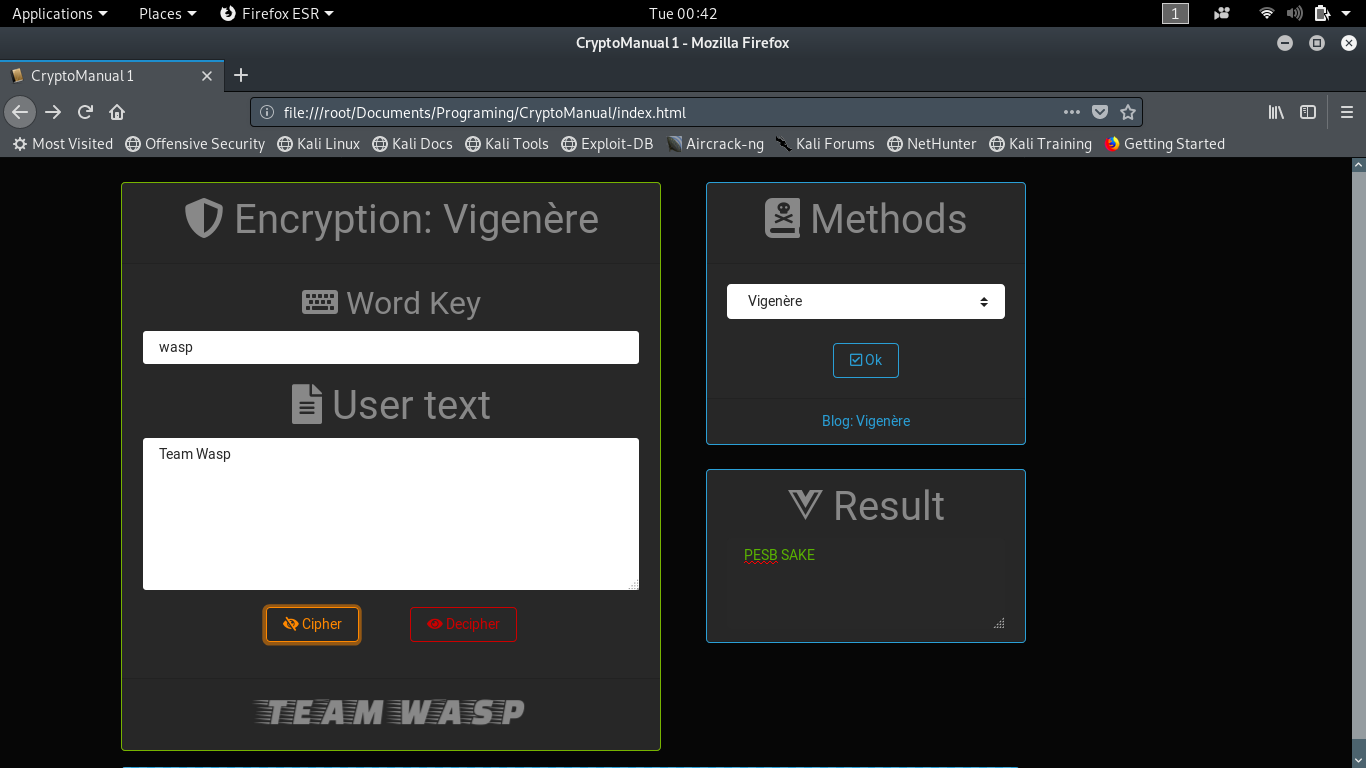 Applications Places Firefox ESR Tue 00:42 1
CryptoManual 1 - Mozilla Firefox
CryptoManual 1
file:///root/Documents/Programing/CryptoManual/index.html
Most Visited Offensive Security Kali Linux Kali Docs Kali Tools Exploit-DB Aircrack-ng Kali Forums NetHunter Kali Training Getting Started
Encryption: Vigenère
Word Key
wasp
User text
Team Wasp
Cipher Decipher
TEAM WASP
Methods
Vigenère
Ok
Blog: Vigenère
Result
PESB SAKE